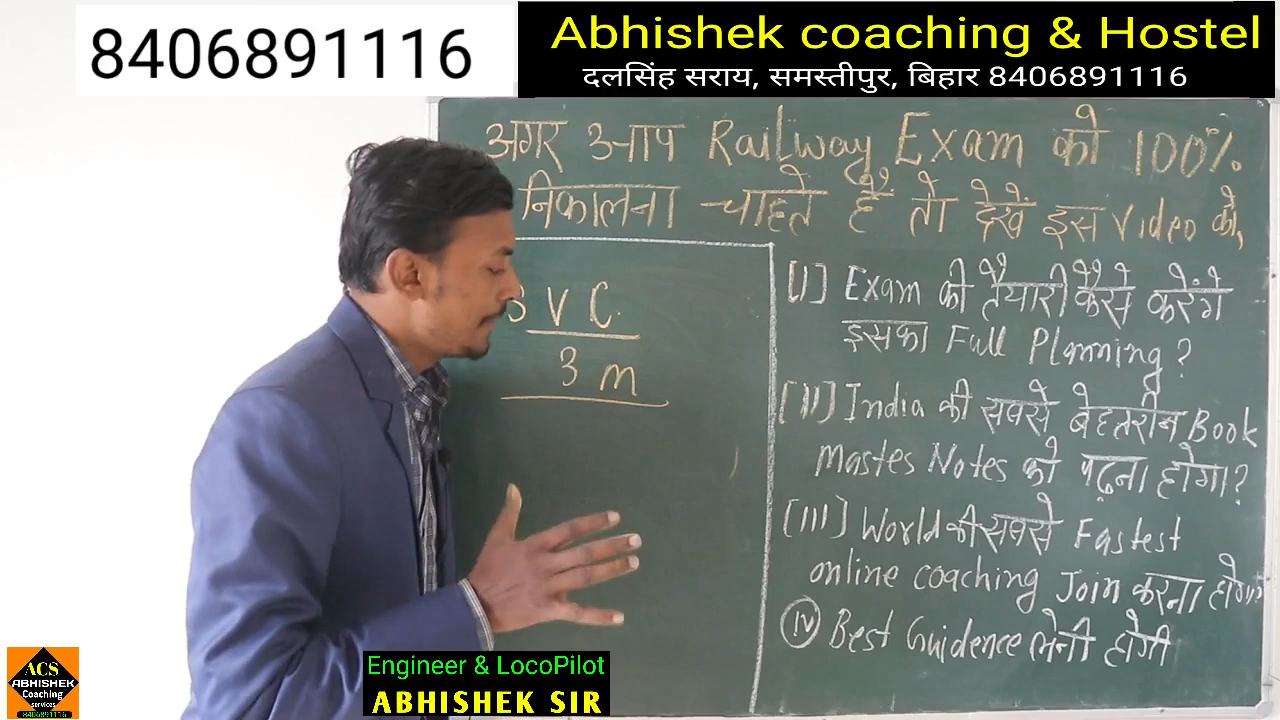 8406891116
Abhishek coaching & Hostel
दलसिंह सराय, समस्तीपुर, बिहार 8406891116
अगर आप Railway Exam को 100%
निकालना चाहते हैं तो देखें इस Video को,
V C.
3 m
[I] Exam की तैयारी कैसे करेंगे
इसका Full Planning ?
[II] India की सबसे बेहतरीन Book
mastes Notes को पढ़ना होगा?
[III] World की सबसे Fastest
online coaching Join करना होगा
(IV) Best Guidence लेनी होगी
Engineer & LocoPilot
ABHISHEK SIR
ACS
ABHISHEK
Coaching
services
8406891116